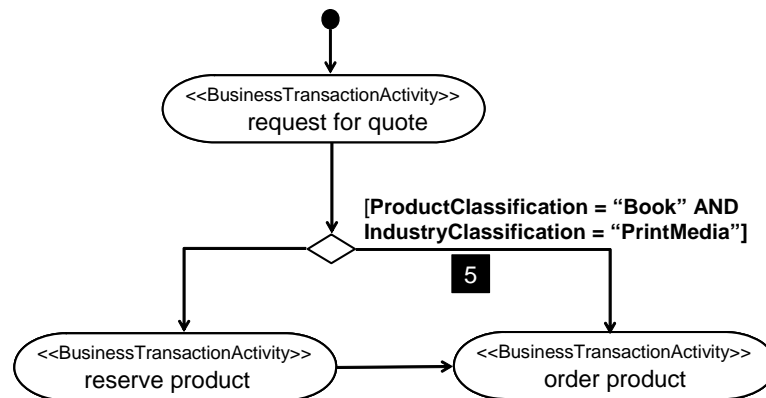 <<BusinessTransactionActivity>>
request for quote
[ProductClassification = “Book” AND
IndustryClassification = “PrintMedia”]
5
<<BusinessTransactionActivity>>
reserve product
<<BusinessTransactionActivity>>
order product